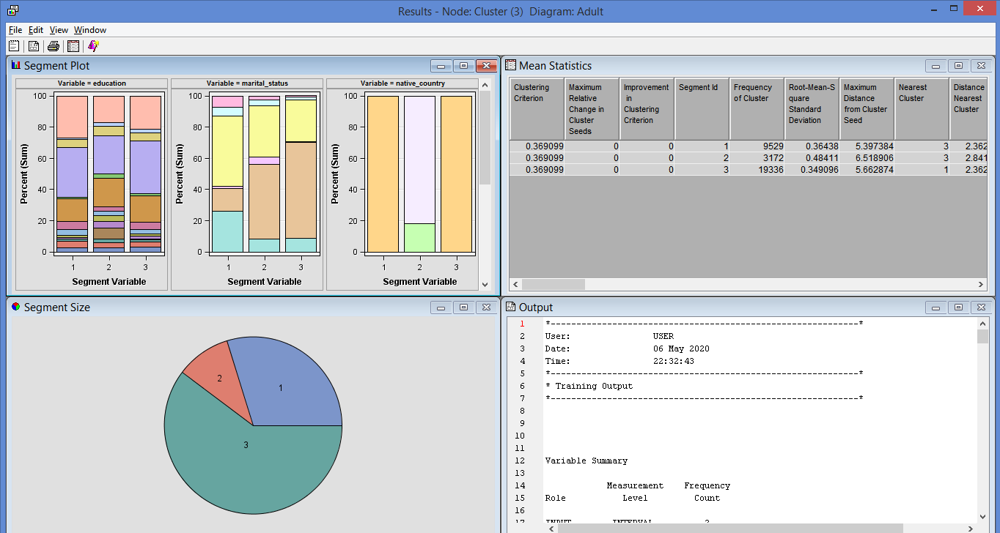 Results - Node: Cluster (3) Diagram: Adult
File Edit View Window
Segment Plot
Variable = education
Variable = marital_status
Variable = native_country
Percent (Sum)
100
80
60
40
20
0
1 2 3
Segment Variable
Percent (Sum)
100
80
60
40
20
0
1 2 3
Segment Variable
Percent (Sum)
100
80
60
40
20
0
1 2 3
Segment Variable
Mean Statistics
Clustering Criterion
Maximum Relative Change in Cluster Seeds
Improvement in Clustering Criterion
Segment Id
Frequency of Cluster
Root-Mean-Square Standard Deviation
Maximum Distance from Cluster Seed
Nearest Cluster
Distance Nearest Cluster
0.369099 0 0 1 9529 0.36438 5.397384 3 2.362
0.369099 0 0 2 3172 0.48411 6.518906 3 2.841
0.369099 0 0 3 19336 0.349096 5.662874 1 2.362
Segment Size
1
2
3
Output
1 *------------------------------------------------------------*
2 User: USER
3 Date: 06 May 2020
4 Time: 22:32:43
5 *------------------------------------------------------------*
6 * Training Output
7 *------------------------------------------------------------*
8
9
10
11
12 Variable Summary
13
14 Measurement Frequency
15 Role Level Count
16
17 INPUT INTERVAL